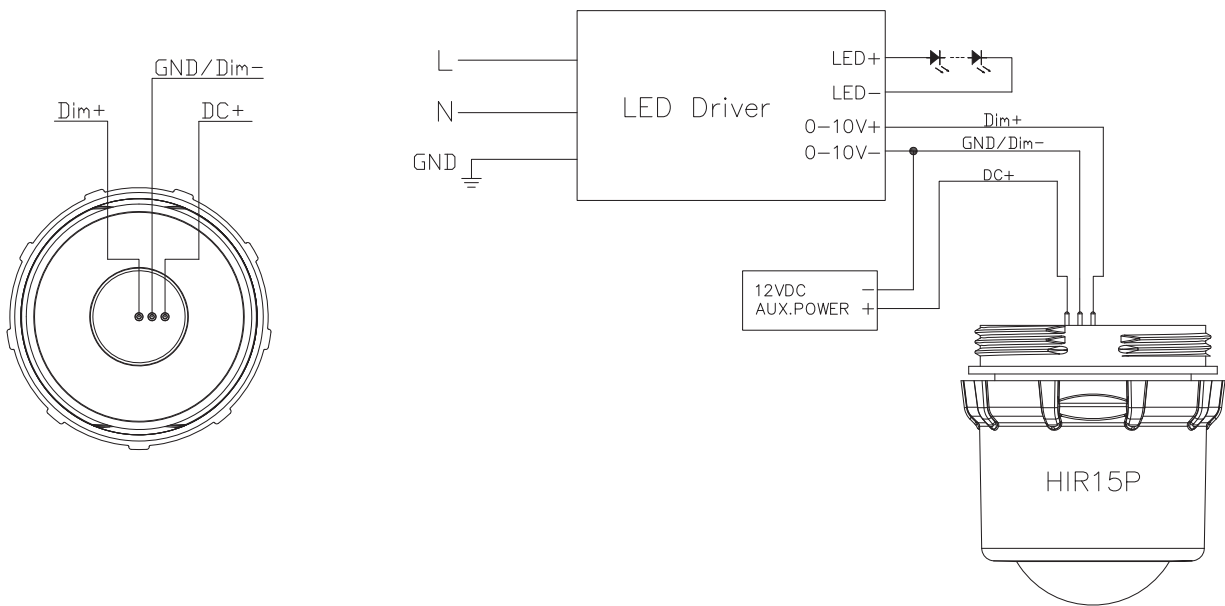 GND/Dim-
Dim+
DC+
L
N
GND
LED Driver
LED+
LED-
0-10V+
0-10V-
Dim+
GND/Dim-
DC+
12VDC -
AUX.POWER +
HIR15P